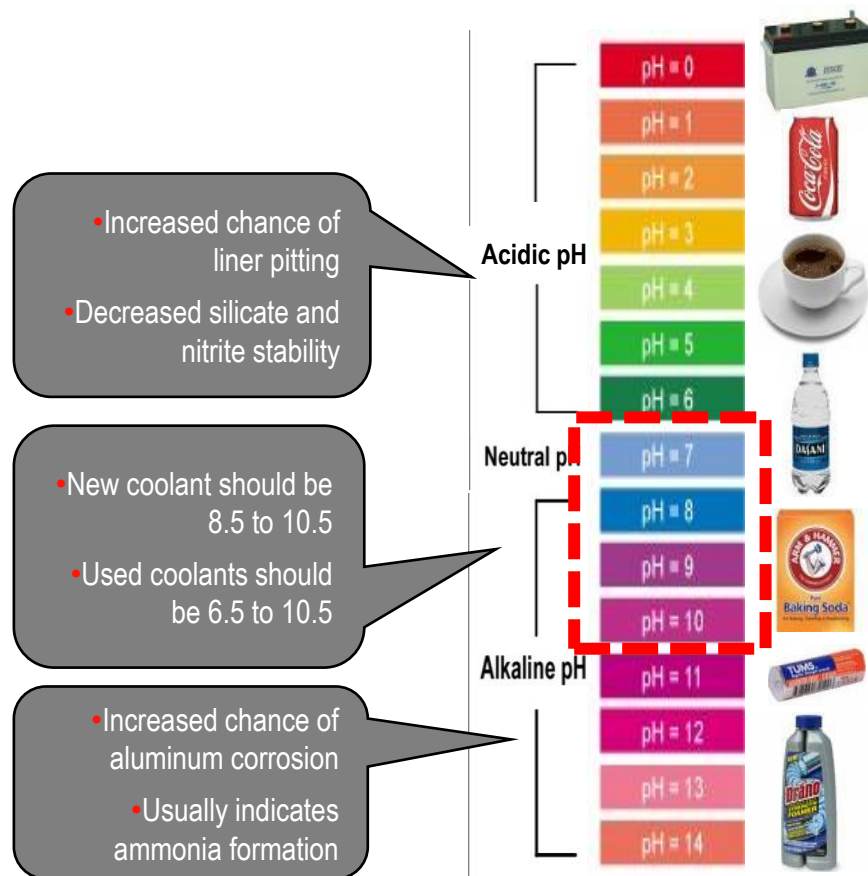 •Increased chance of
liner pitting
•Decreased silicate and
nitrite stability
•New coolant should be
8.5 to 10.5
•Used coolants should
be 6.5 to 10.5
•Increased chance of
aluminum corrosion
•Usually indicates
ammonia formation
Acidic pH
Neutral pH
Alkaline pH
pH = 0
pH = 1
pH = 2
pH = 3
pH = 4
pH = 5
pH = 6
pH = 7
pH = 8
pH = 9
pH = 10
pH = 11
pH = 12
pH = 13
pH = 14
Coca-Cola
DASANI
ARM & HAMMER
Pure
Baking Soda
TUMS
Drano
FOAMER